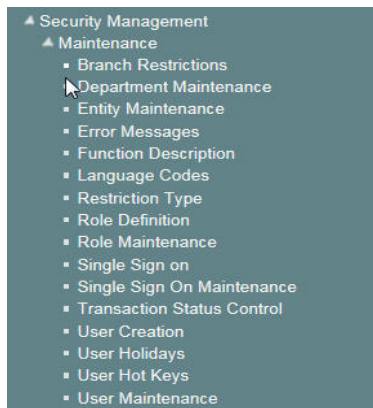 Security Management
Maintenance
Branch Restrictions
Department Maintenance
Entity Maintenance
Error Messages
Function Description
Language Codes
Restriction Type
Role Definition
Role Maintenance
Single Sign on
Single Sign On Maintenance
Transaction Status Control
User Creation
User Holidays
User Hot Keys
User Maintenance